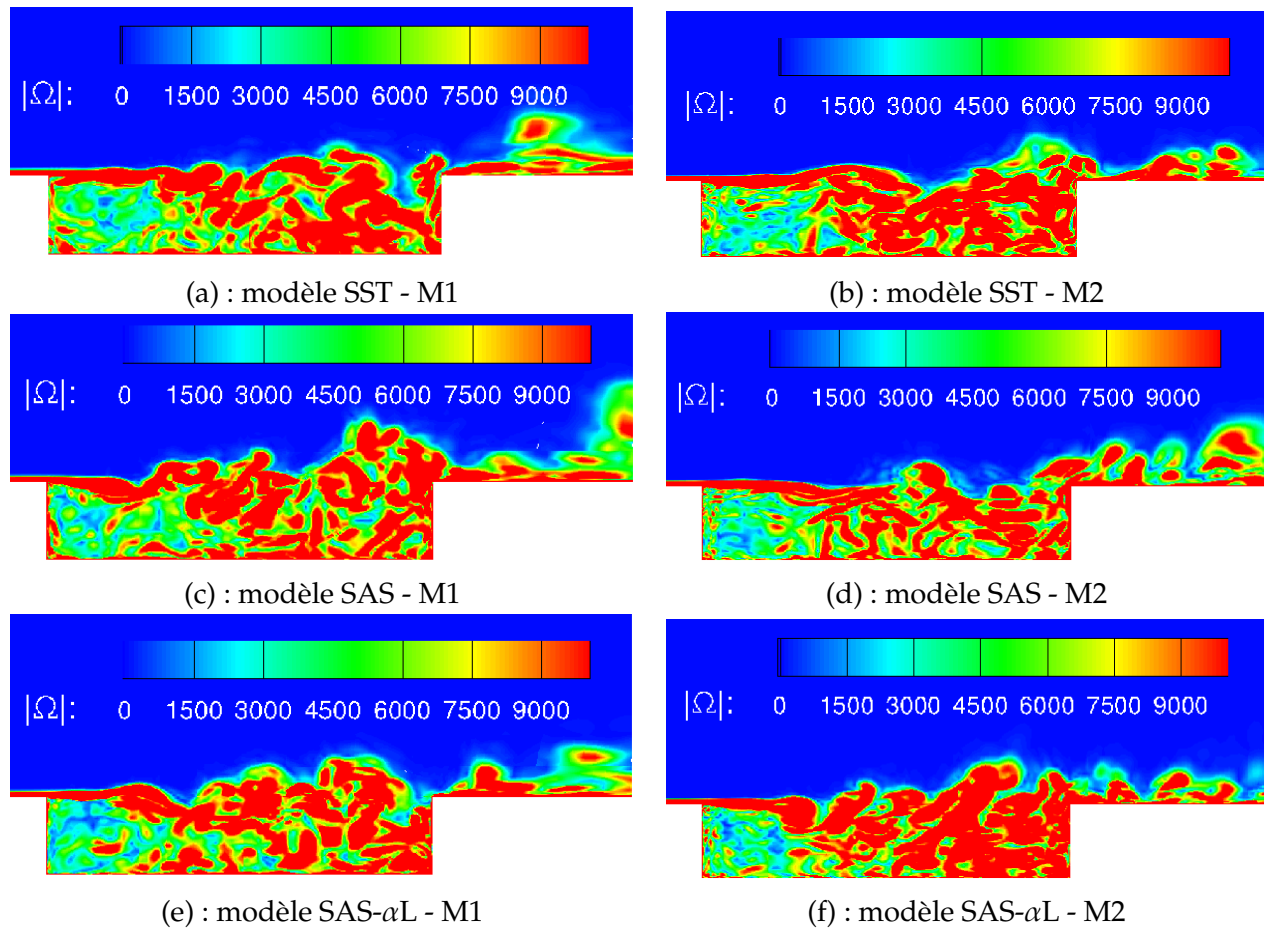 |Ω|: 0 1500 3000 4500 6000 7500 9000
|Ω|: 0 1500 3000 4500 6000 7500 9000
(a) : modèle SST - M1
(b) : modèle SST - M2
|Ω|: 0 1500 3000 4500 6000 7500 9000
|Ω|: 0 1500 3000 4500 6000 7500 9000
(c) : modèle SAS - M1
(d) : modèle SAS - M2
|Ω|: 0 1500 3000 4500 6000 7500 9000
|Ω|: 0 1500 3000 4500 6000 7500 9000
(e) : modèle SAS-αL - M1
(f) : modèle SAS-αL - M2